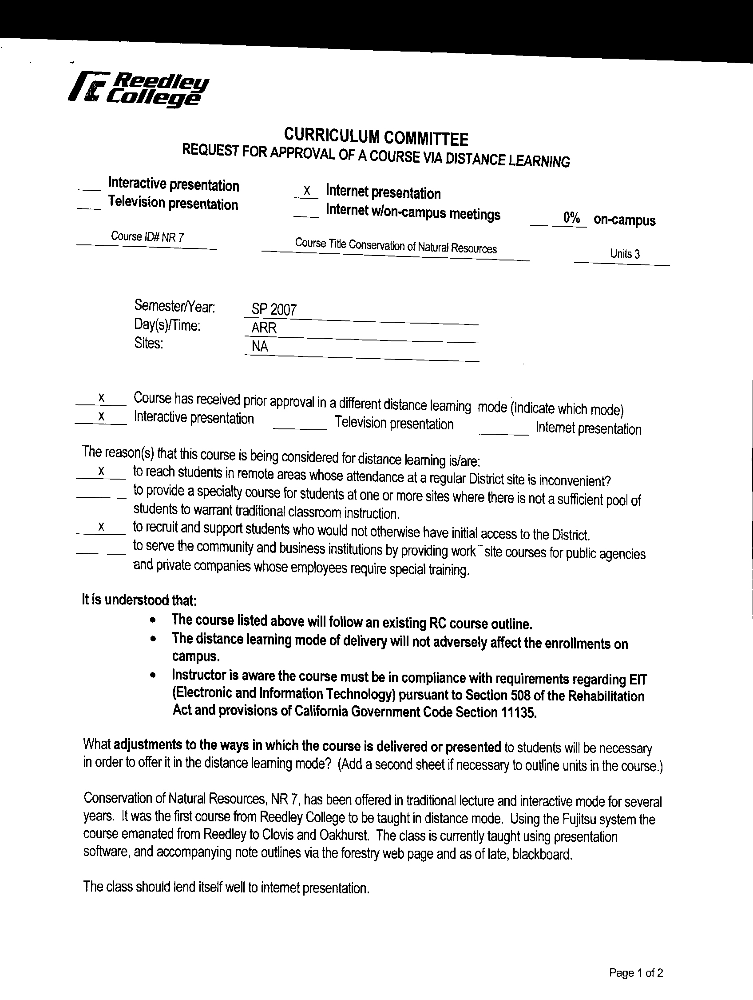 Reedley
College
CURRICULUM COMMITTEE
REQUEST FOR APPROVAL OF A COURSE VIA DISTANCE LEARNING
Interactive presentation
Television presentation
x Internet presentation
Internet w/on-campus meetings 0% on-campus
Course ID# NR 7 Course Title Conservation of Natural Resources Units 3
Semester/Year: SP 2007
Day(s)/Time: ARR
Sites: NA
x Course has received prior approval in a different distance learning mode (Indicate which mode)
x Interactive presentation Television presentation Internet presentation
The reason(s) that this course is being considered for distance learning is/are:
x to reach students in remote areas whose attendance at a regular District site is inconvenient?
to provide a specialty course for students at one or more sites where there is not a sufficient pool of
students to warrant traditional classroom instruction.
x to recruit and support students who would not otherwise have initial access to the District.
to serve the community and business institutions by providing work~site courses for public agencies
and private companies whose employees require special training.
It is understood that:
• The course listed above will follow an existing RC course outline.
• The distance learning mode of delivery will not adversely affect the enrollments on
campus.
• Instructor is aware the course must be in compliance with requirements regarding EIT
(Electronic and Information Technology) pursuant to Section 508 of the Rehabilitation
Act and provisions of California Government Code Section 11135.
What adjustments to the ways in which the course is delivered or presented to students will be necessary
in order to offer it in the distance learning mode? (Add a second sheet if necessary to outline units in the course.)
Conservation of Natural Resources, NR 7, has been offered in traditional lecture and interactive mode for several
years. It was the first course from Reedley College to be taught in distance mode. Using the Fujitsu system the
course emanated from Reedley to Clovis and Oakhurst. The class is currently taught using presentation
software, and accompanying note outlines via the forestry web page and as of late, blackboard.
The class should lend itself well to internet presentation.
Page 1 of 2